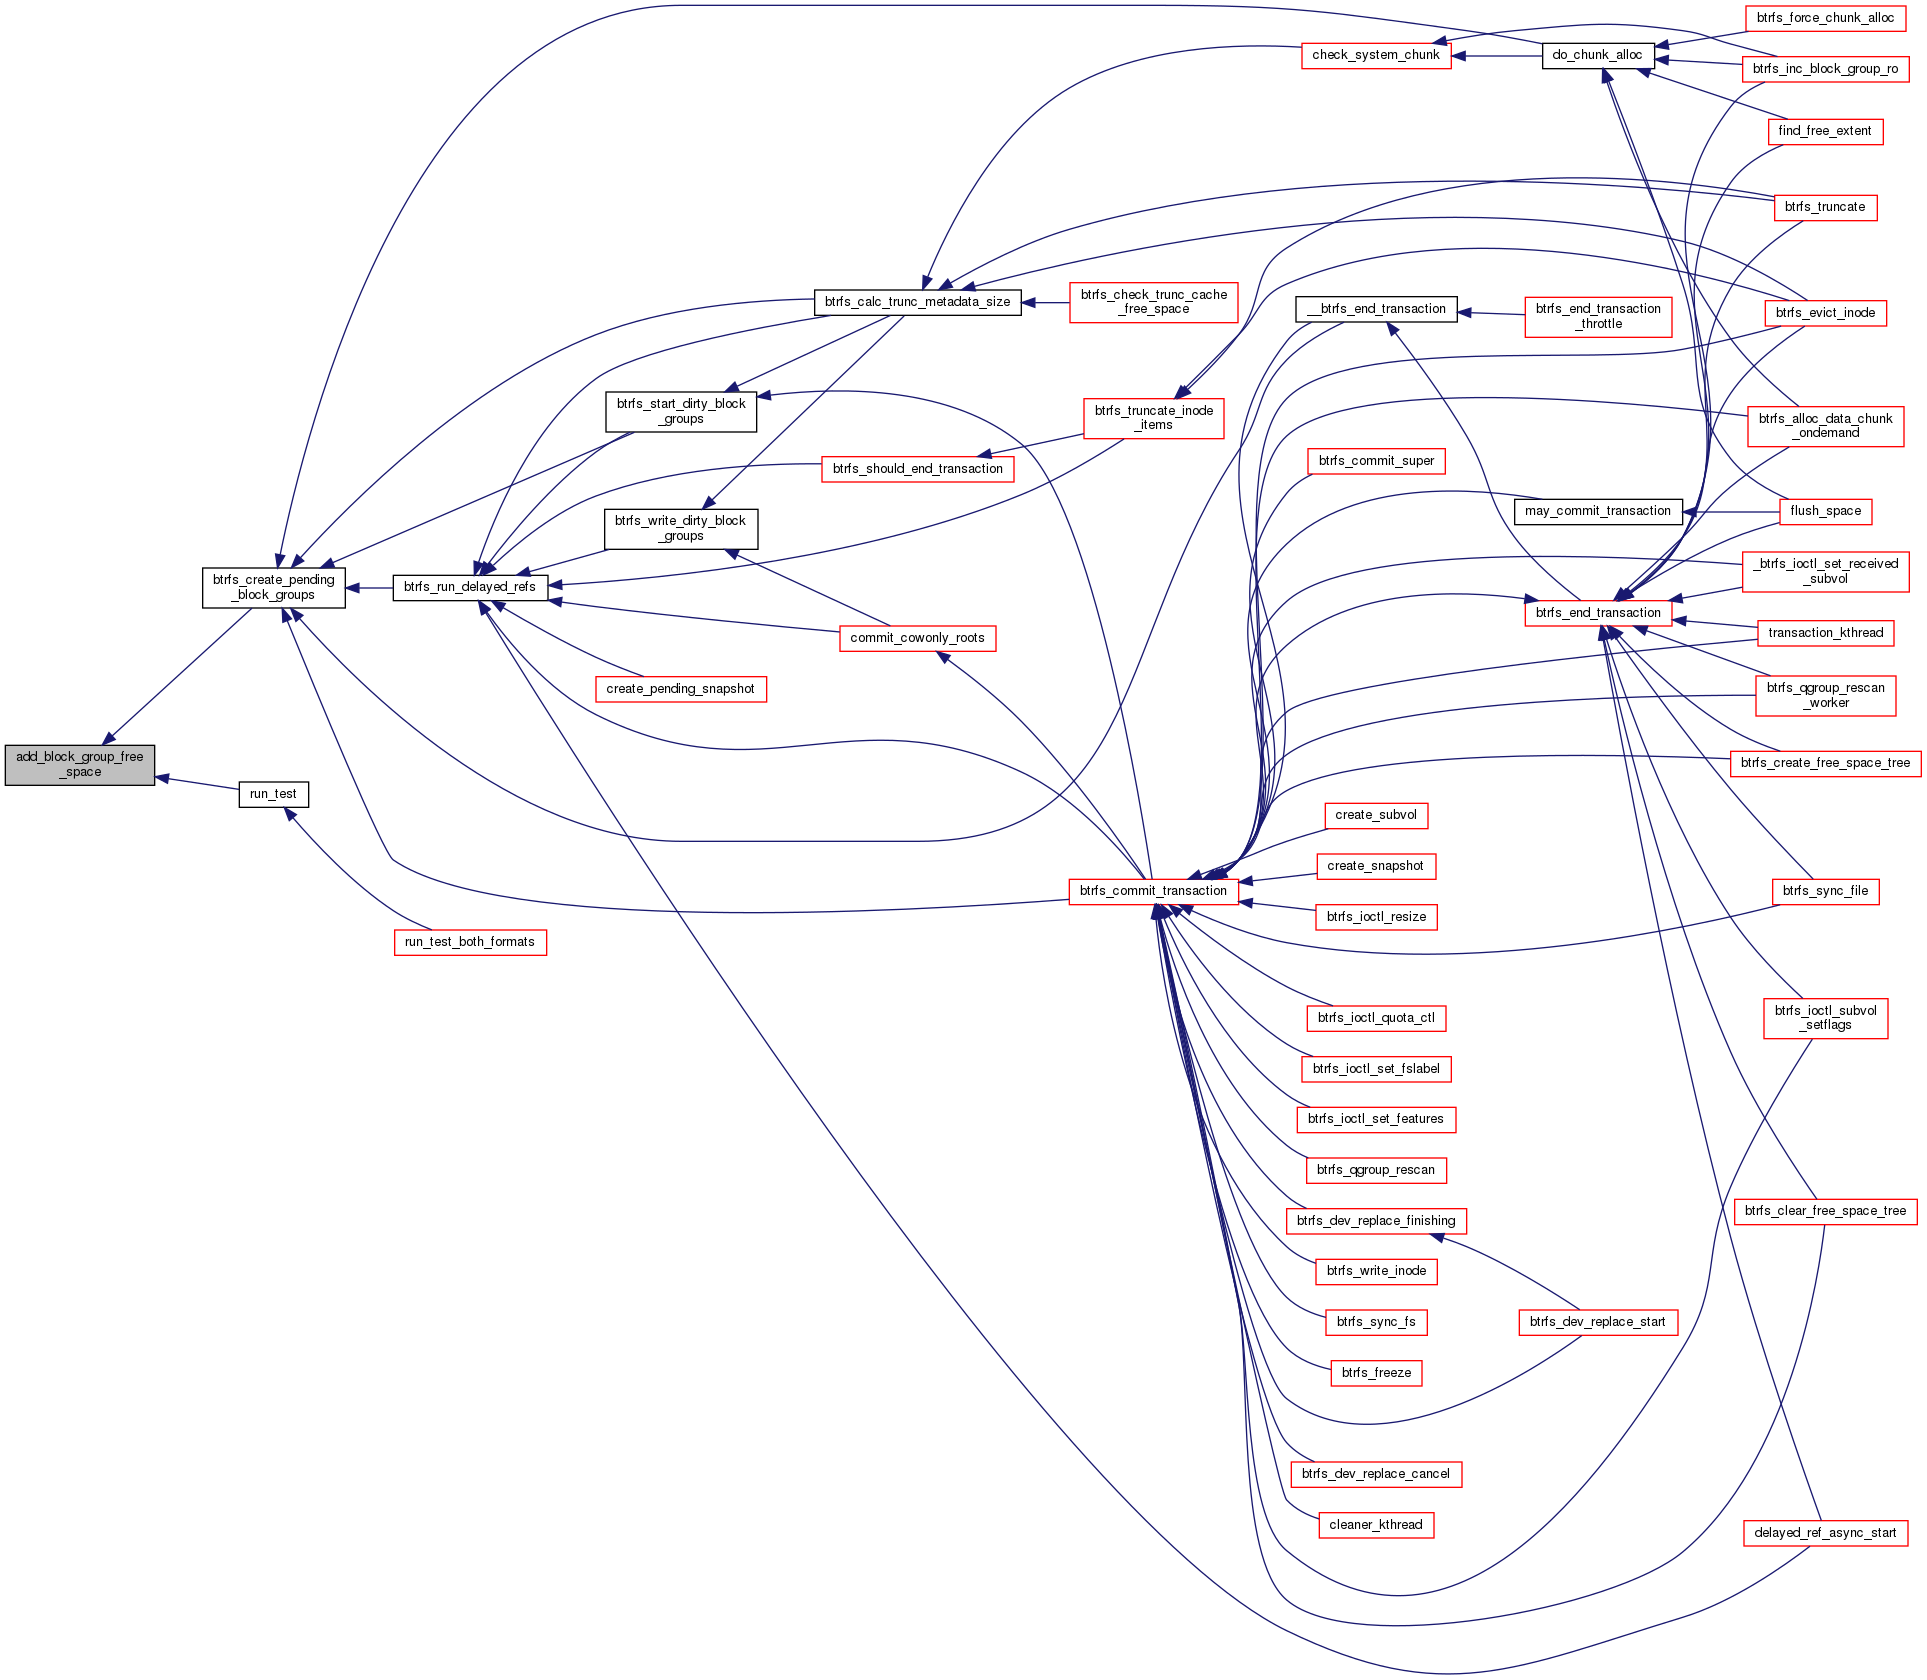 add_block_group_free
_space
btrfs_create_pending
_block_groups
run_test
btrfs_run_delayed_refs
run_test_both_formats
btrfs_start_dirty_block
_groups
btrfs_write_dirty_block
_groups
create_pending_snapshot
btrfs_calc_trunc_metadata_size
btrfs_should_end_transaction
commit_cowonly_roots
btrfs_check_trunc_cache
_free_space
btrfs_truncate_inode
_items
btrfs_commit_transaction
check_system_chunk
__btrfs_end_transaction
btrfs_commit_super
create_subvol
create_snapshot
btrfs_ioctl_resize
btrfs_ioctl_quota_ctl
btrfs_ioctl_set_fslabel
btrfs_ioctl_set_features
btrfs_qgroup_rescan
btrfs_dev_replace_finishing
btrfs_write_inode
btrfs_sync_fs
btrfs_freeze
btrfs_dev_replace_cancel
cleaner_kthread
do_chunk_alloc
btrfs_end_transaction
_throttle
may_commit_transaction
btrfs_end_transaction
btrfs_dev_replace_start
btrfs_force_chunk_alloc
btrfs_inc_block_group_ro
find_free_extent
btrfs_truncate
btrfs_evict_inode
btrfs_alloc_data_chunk
_ondemand
flush_space
_btrfs_ioctl_set_received
_subvol
transaction_kthread
btrfs_qgroup_rescan
_worker
btrfs_create_free_space_tree
btrfs_sync_file
btrfs_ioctl_subvol
_setflags
btrfs_clear_free_space_tree
delayed_ref_async_start